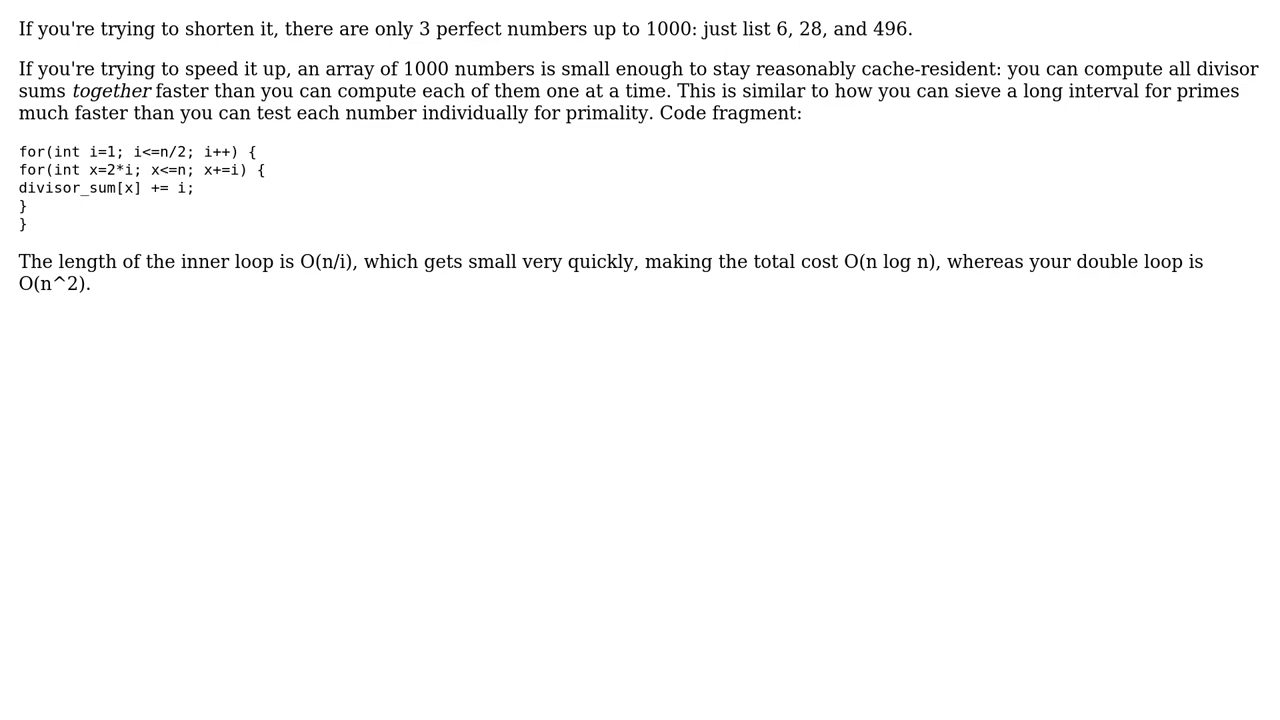 If you're trying to shorten it, there are only 3 perfect numbers up to 1000: just list 6, 28, and 496.
If you're trying to speed it up, an array of 1000 numbers is small enough to stay reasonably cache-resident: you can compute all divisor
sums together faster than you can compute each of them one at a time. This is similar to how you can sieve a long interval for primes
much faster than you can test each number individually for primality. Code fragment:
for(int i=1; i<=n/2; i++) {
for(int x=2*i; x<=n; x+=i) {
divisor_sum[x] += i;
}
}
The length of the inner loop is O(n/i), which gets small very quickly, making the total cost O(n log n), whereas your double loop is
O(n^2).